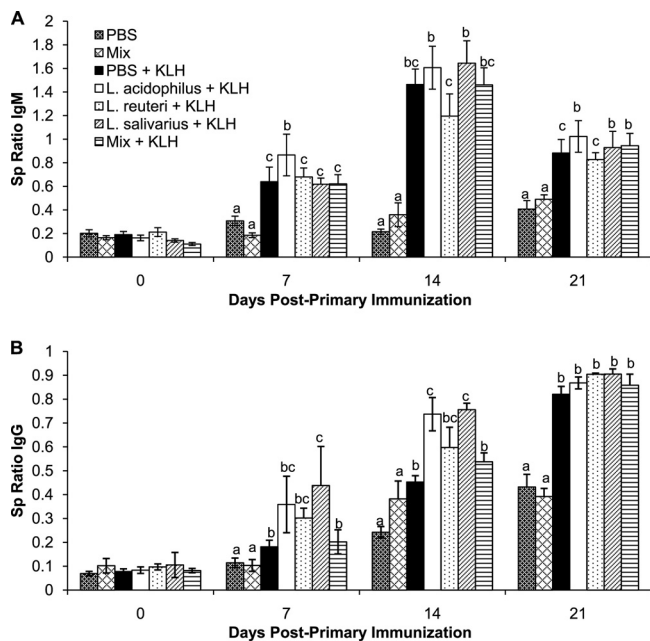 A
2
1.8
1.6
1.4
1.2
1
0.8
0.6
0.4
0.2
0
Sp Ratio IgM
PBS
Mix
PBS + KLH
L. acidophilus + KLH
L. reuteri + KLH
L. salivarius + KLH
Mix + KLH
a a c b c c c
a a bc b c b bc
a a c b c b b
0 7 14 21
Days Post-Primary Immunization
B
1
0.9
0.8
0.7
0.6
0.5
0.4
0.3
0.2
0.1
0
Sp Ratio IgG
a a b bc bc c b
a a b c bc c b
a a b b b b b
0 7 14 21
Days Post-Primary Immunization